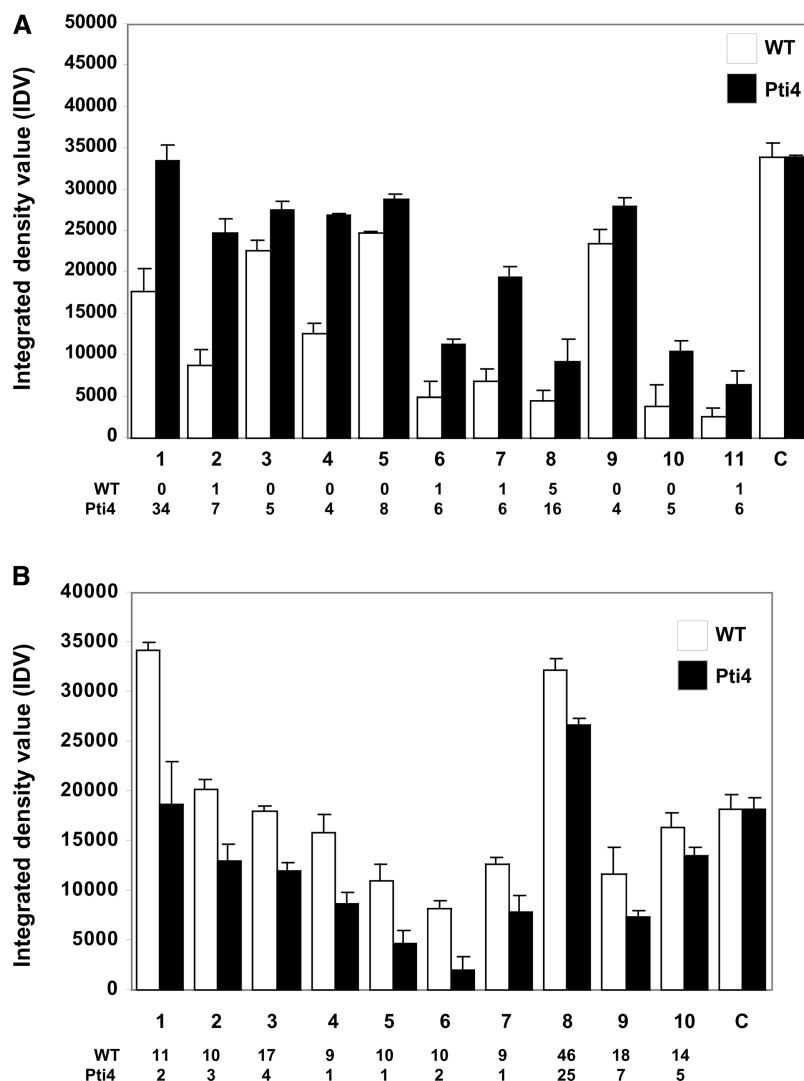 A
Integrated density value (IDV)
50000
45000
40000
35000
30000
25000
20000
15000
10000
5000
0
WT
Pti4
1 2 3 4 5 6 7 8 9 10 11 C
WT 0 1 0 0 0 1 1 5 0 0 1
Pti4 34 7 5 4 8 6 6 16 4 5 6
B
Integrated density value (IDV)
40000
35000
30000
25000
20000
15000
10000
5000
0
WT
Pti4
1 2 3 4 5 6 7 8 9 10 C
WT 11 10 17 9 10 10 9 46 18 14
Pti4 2 3 4 1 1 2 1 25 7 5